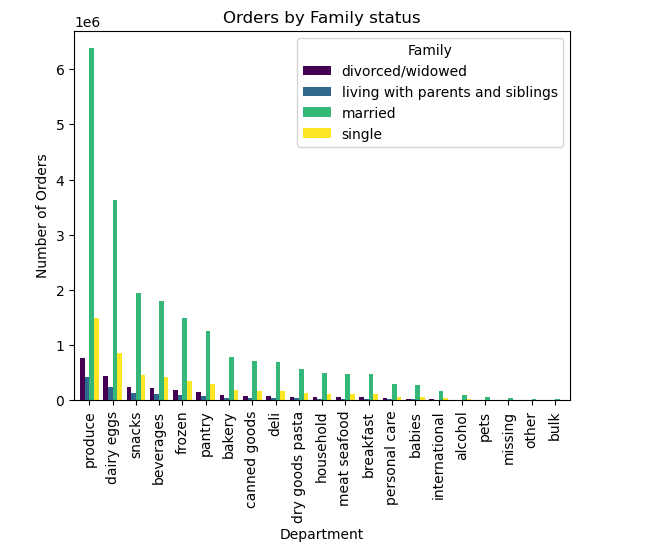 Orders by Family status
1e6
Family
divorced/widowed
living with parents and siblings
married
single
Number of Orders
6
5
4
3
2
1
0
produce
dairy eggs
snacks
beverages
frozen
pantry
bakery
canned goods
deli
dry goods pasta
household
meat seafood
breakfast
personal care
babies
international
alcohol
pets
missing
other
bulk
Department